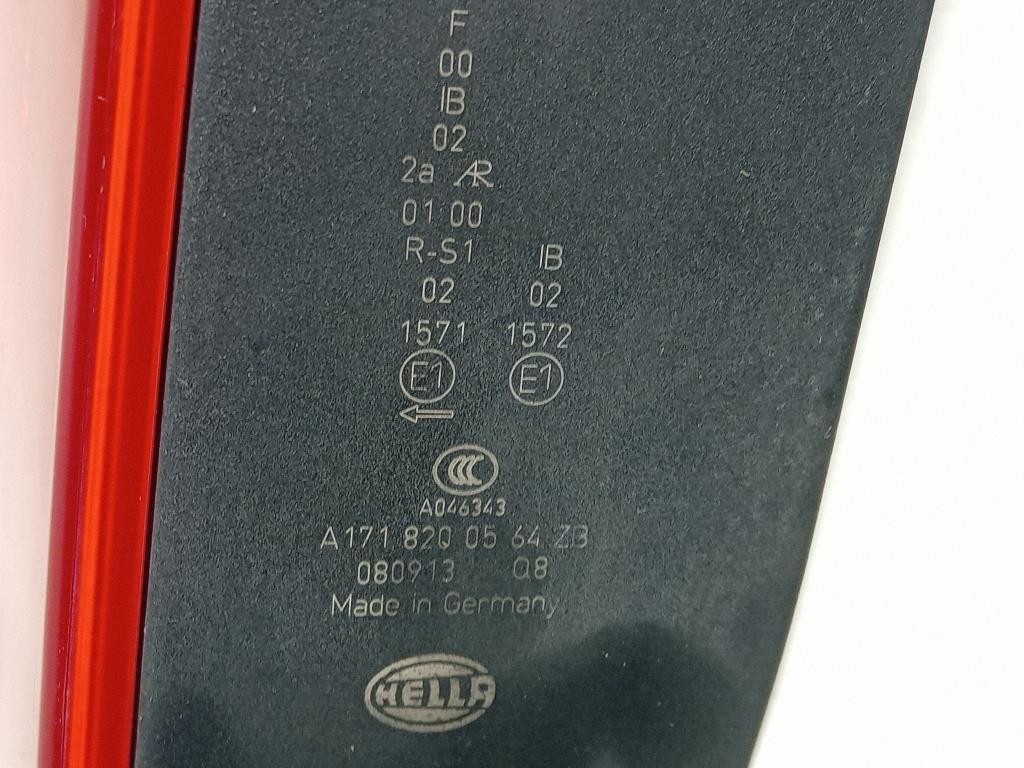 F
00
IB
02
2a AR
01 00
R-S1 IB
02 02
1571 1572
E1 E1
CCC
A046343
A171 820 05 64 ZB
080913 Q8
Made in Germany
HELLA